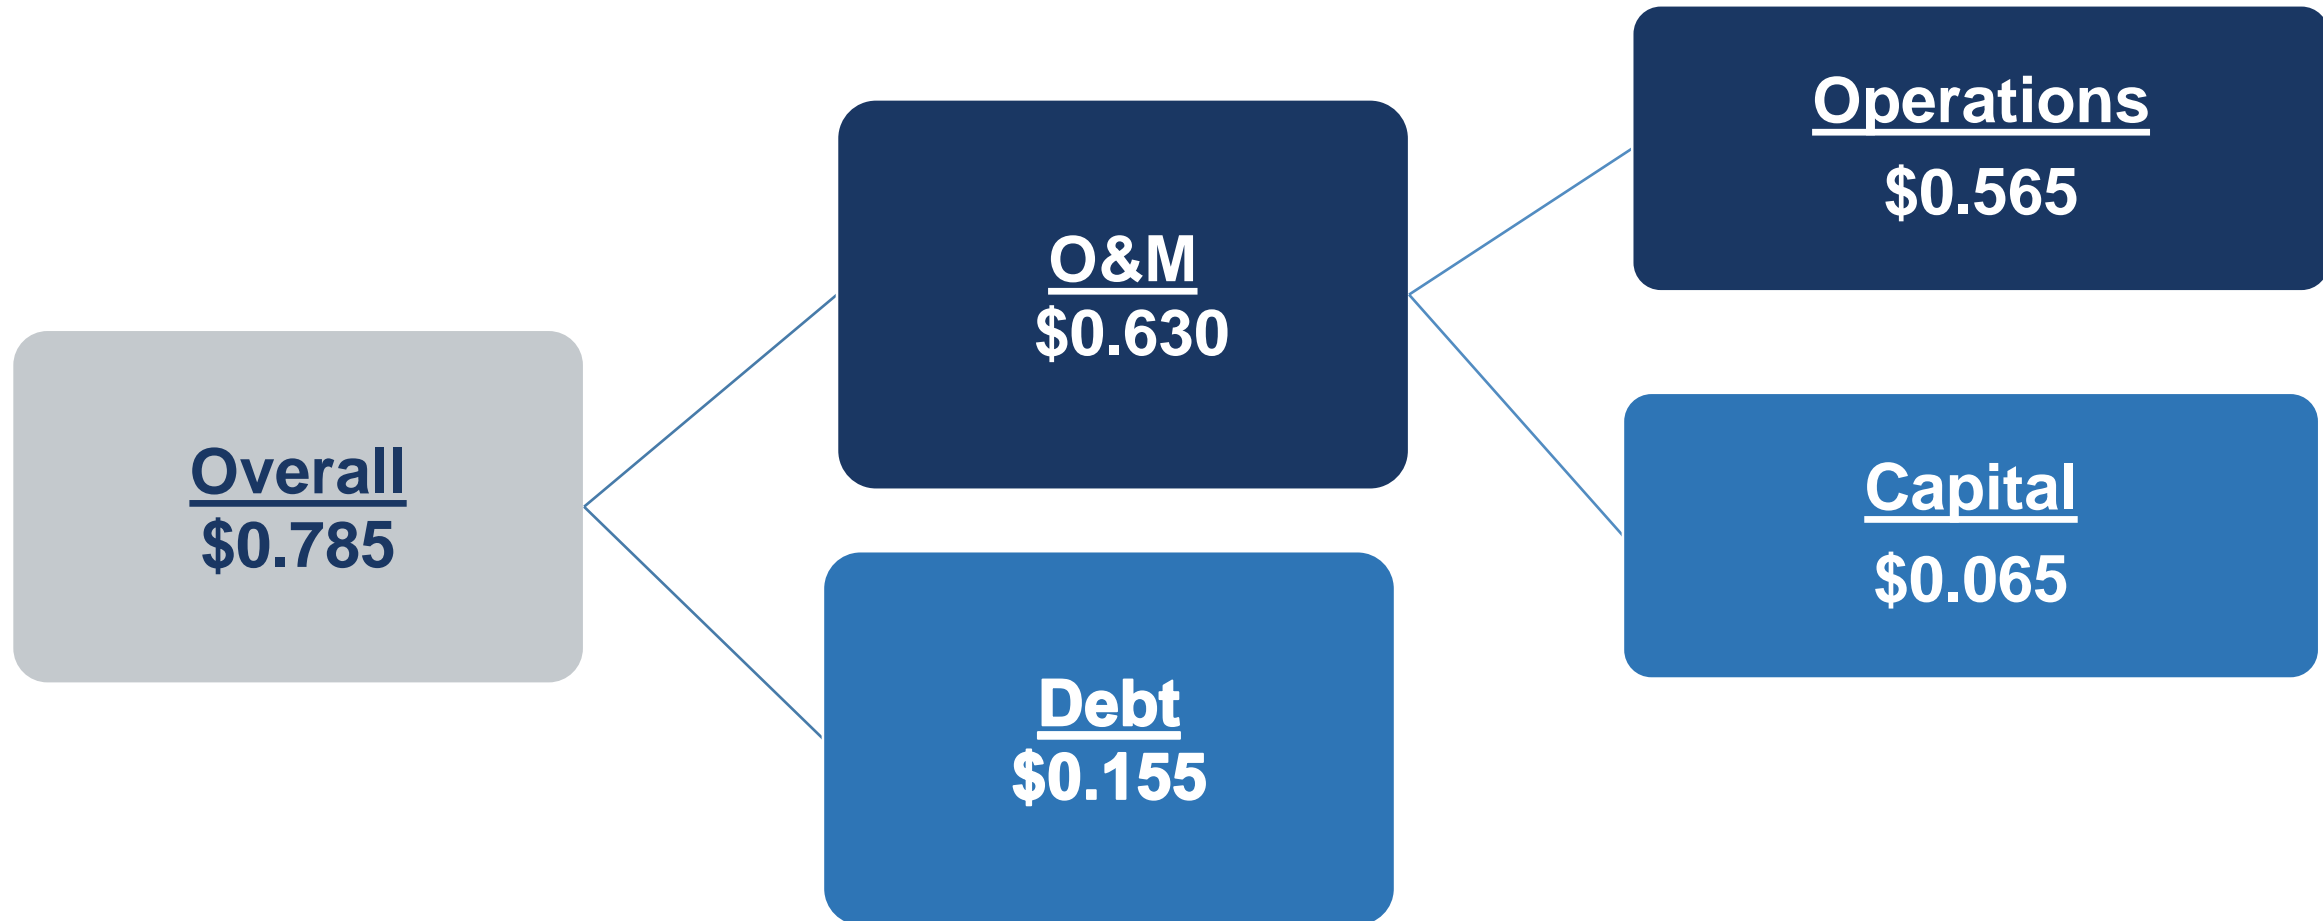 Overall
$0.785
O&M
$0.630
Debt
$0.155
Operations
$0.565
Capital
$0.065